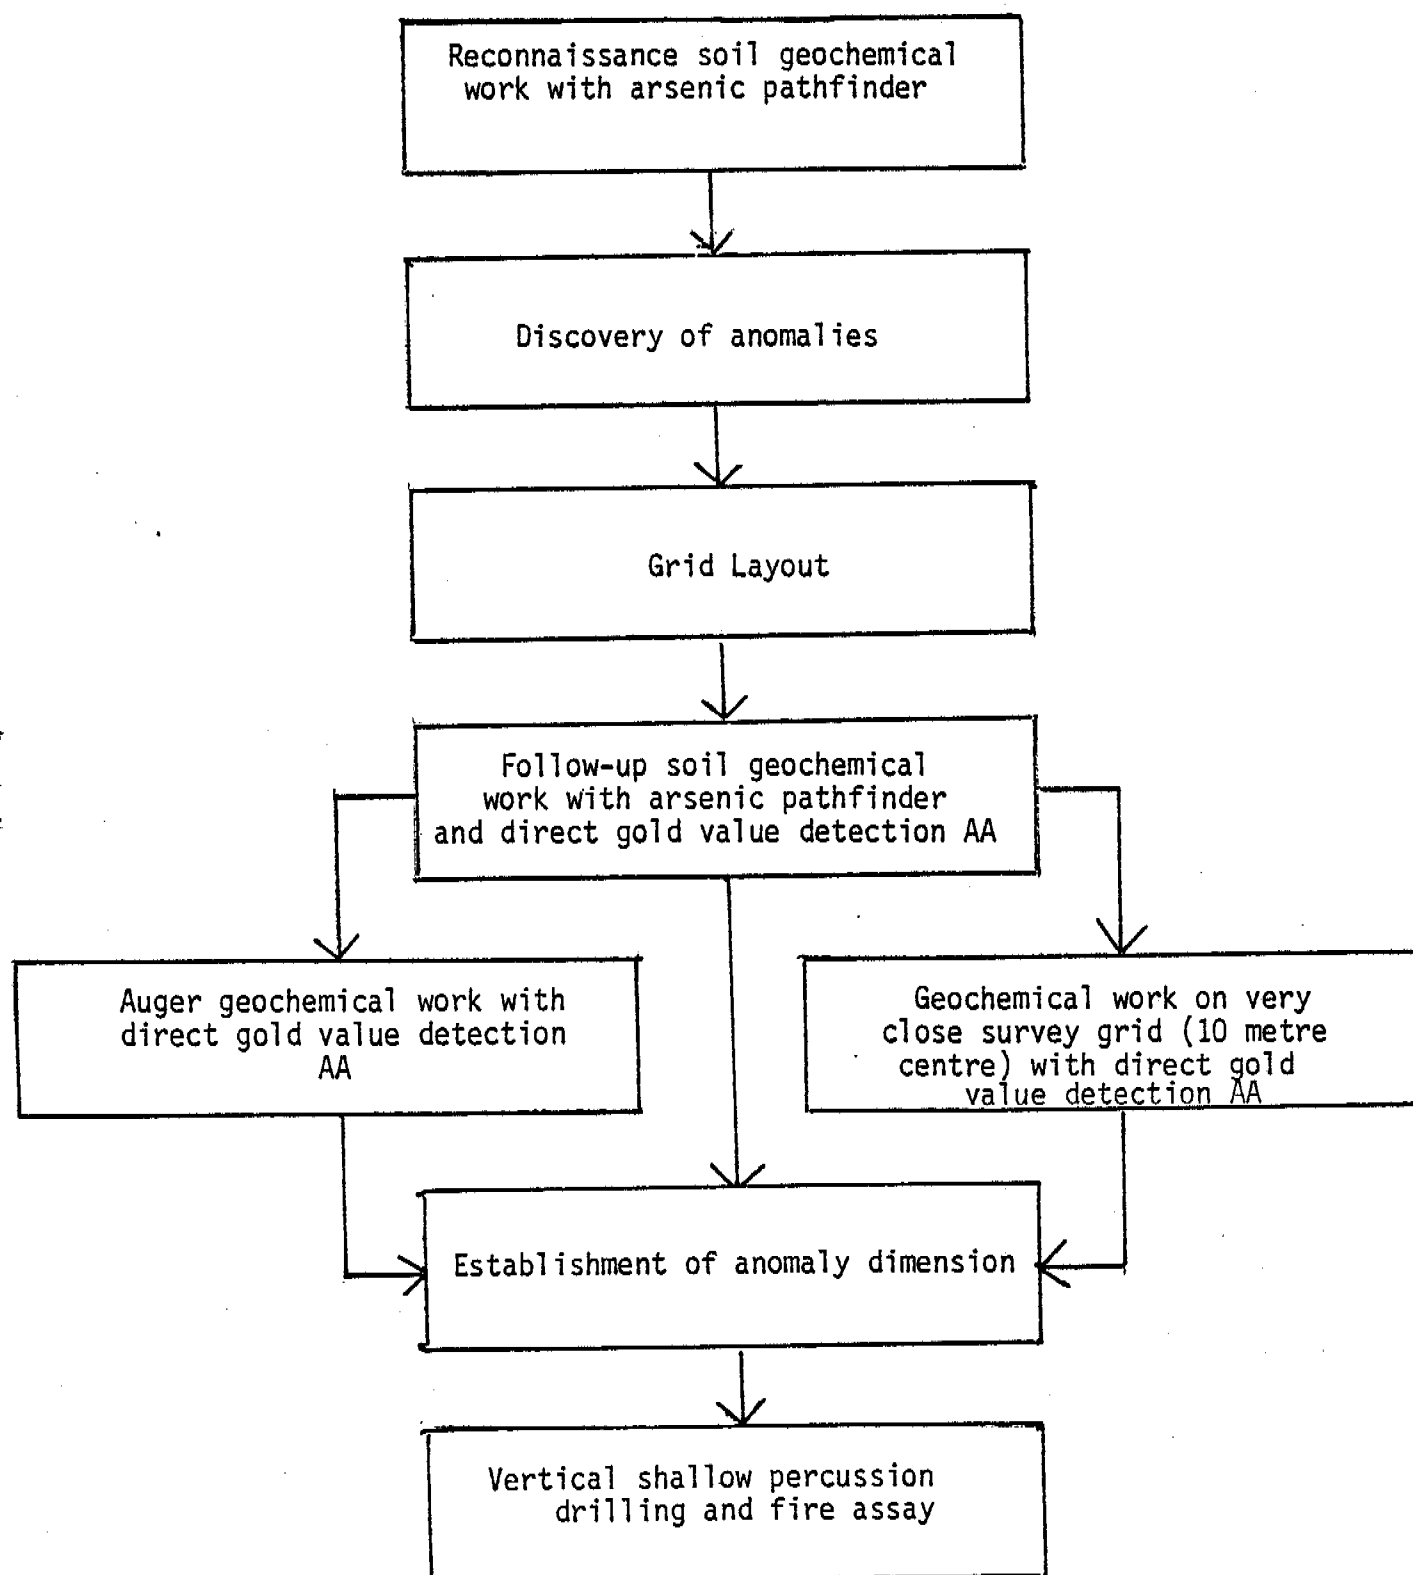 Reconnaissance soil geochemical
work with arsenic pathfinder
Discovery of anomalies
Grid Layout
Follow-up soil geochemical
work with arsenic pathfinder
and direct gold value detection AA
Auger geochemical work with
direct gold value detection
AA
Geochemical work on very
close survey grid (10 metre
centre) with direct gold
value detection AA
Establishment of anomaly dimension
Vertical shallow percussion
drilling and fire assay